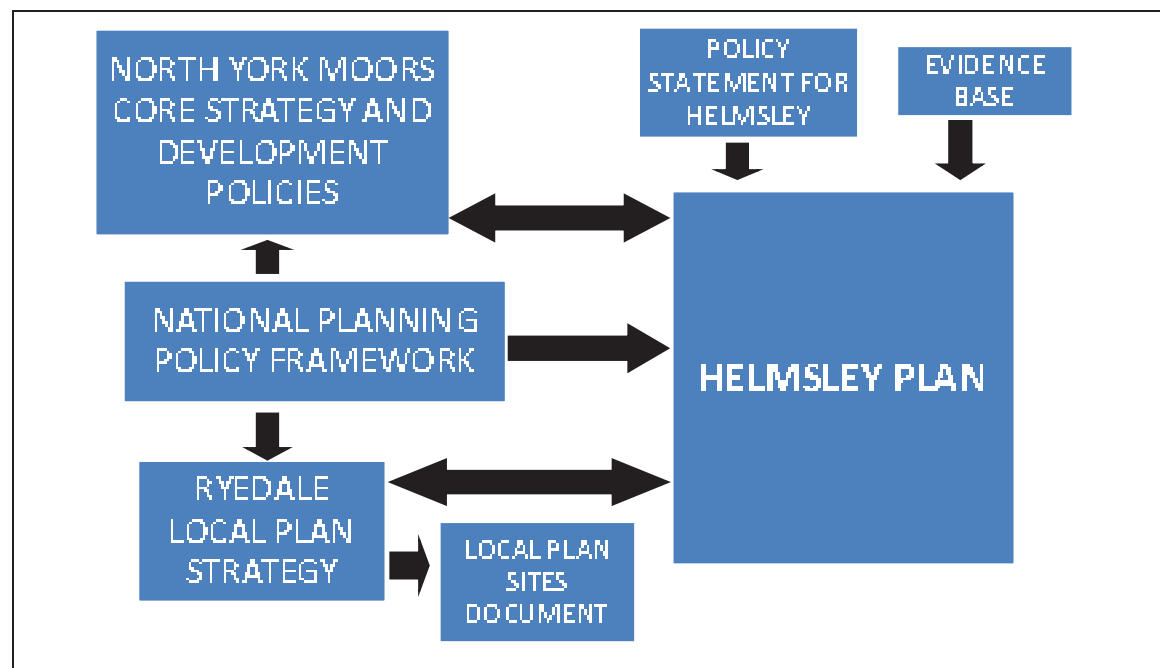 NORTH YORK MOORS
CORE STRATEGY AND
DEVELOPMENT
POLICIES
POLICY
STATEMENT FOR
HELMSLEY
EVIDENCE
BASE
NATIONAL PLANNING
POLICY FRAMEWORK
HELMSLEY PLAN
RYEDALE
LOCAL PLAN
STRATEGY
LOCAL PLAN
SITES
DOCUMENT